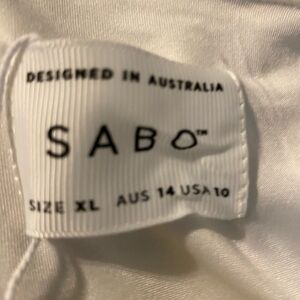 DESIGNED IN AUSTRALIA
SABO™
SIZE XL AUS 14 USA 10